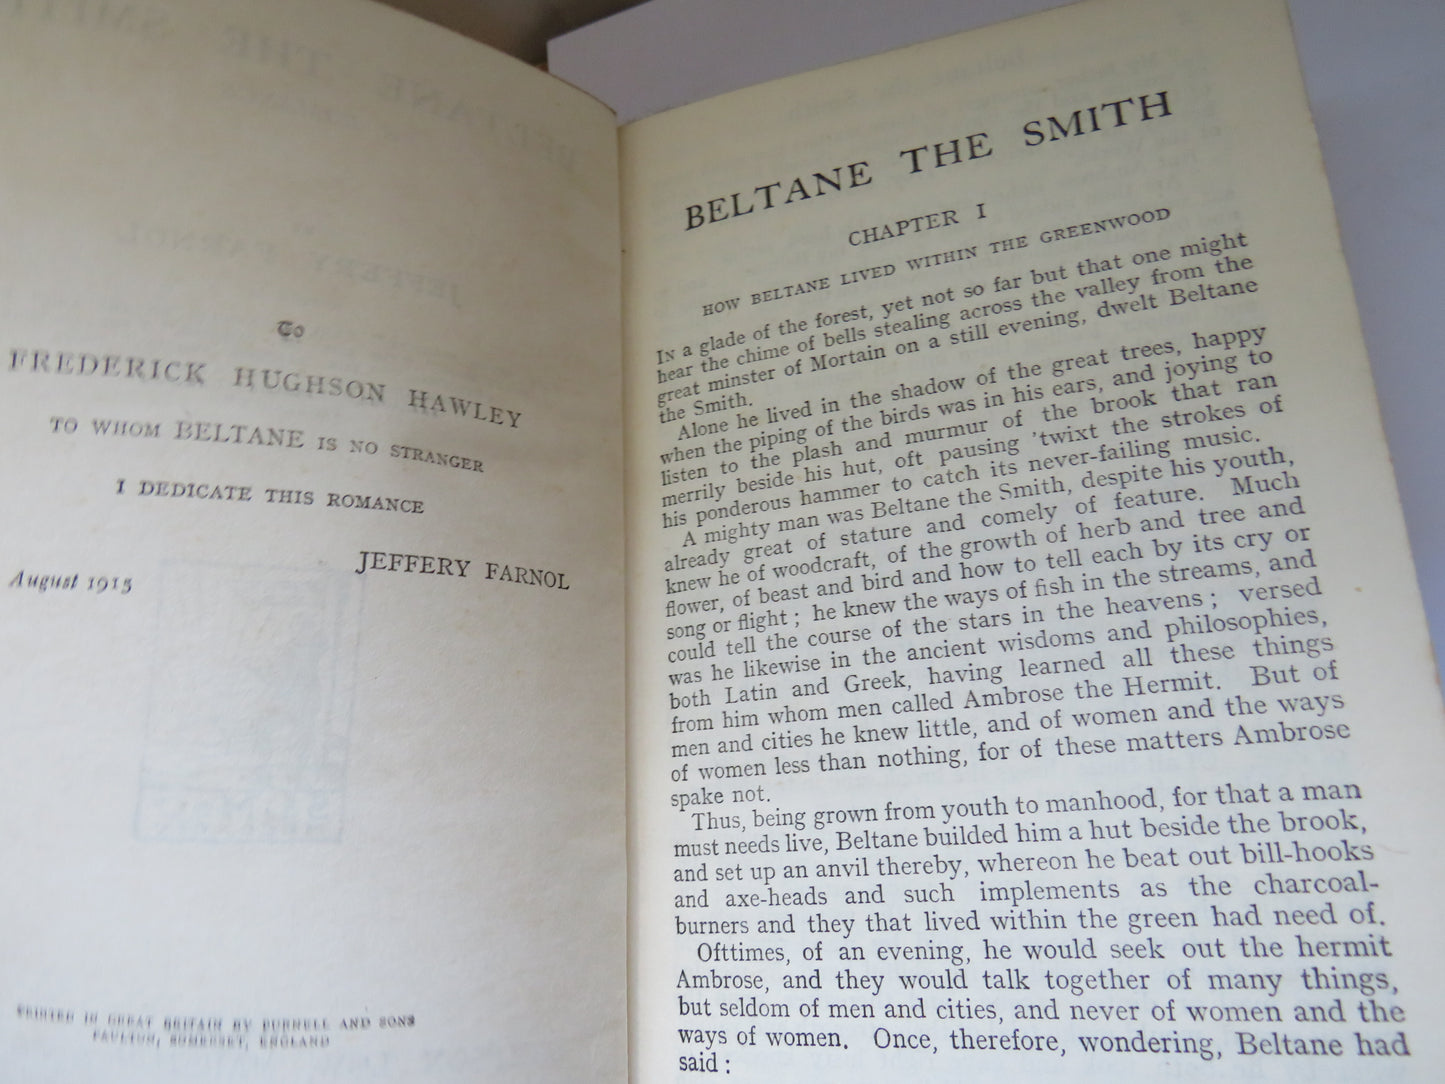 To
FREDERICK HUGHSON HAWLEY
TO WHOM BELTANE IS NO STRANGER
I DEDICATE THIS ROMANCE
JEFFERY FARNOL
August 1915
PRINTED IN GREAT BRITAIN BY PURNELL AND SONS
PAULTON, SOMERSET, ENGLAND
BELTANE THE SMITH
CHAPTER I
HOW BELTANE LIVED WITHIN THE GREENWOOD
IN a glade of the forest, yet not so far but that one might
hear the chime of bells stealing across the valley from the
great minster of Mortain on a still evening, dwelt Beltane
the Smith.
Alone he lived in the shadow of the great trees, happy
when the piping of the birds was in his ears, and joying to
listen to the plash and murmur of the brook that ran
merrily beside his hut, oft pausing 'twixt the strokes of
his ponderous hammer to catch its never-failing music.
A mighty man was Beltane the Smith, despite his youth,
already great of stature and comely of feature. Much
knew he of woodcraft, of the growth of herb and tree and
flower, of beast and bird and how to tell each by its cry or
song or flight; he knew the ways of fish in the streams, and
could tell the course of the stars in the heavens; versed
was he likewise in the ancient wisdoms and philosophies,
both Latin and Greek, having learned all these things
from him whom men called Ambrose the Hermit. But of
men and cities he knew little, and of women and the ways
of women less than nothing, for of these matters Ambrose
spake not.
Thus, being grown from youth to manhood, for that a man
must needs live, Beltane builded him a hut beside the brook,
and set up an anvil thereby, whereon he beat out bill-hooks
and axe-heads and such implements as the charcoal-
burners and they that lived within the green had need of.
Ofttimes, of an evening, he would seek out the hermit
Ambrose, and they would talk together of many things,
but seldom of men and cities, and never of women and the
ways of women. Once, therefore, wondering, Beltane had
said: